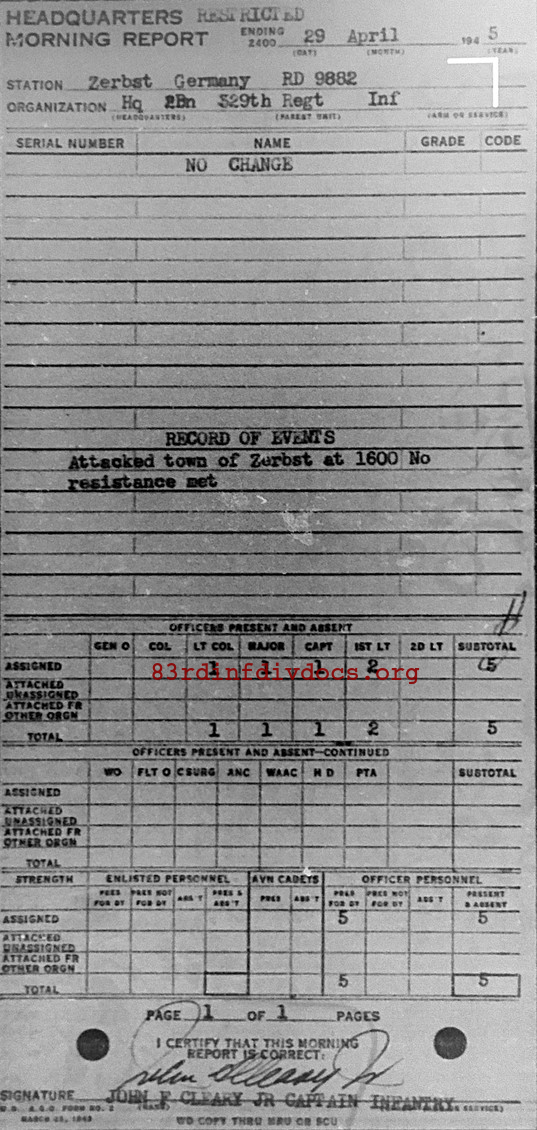 HEADQUARTERS RESTRICTED
MORNING REPORT ENDING 2400 29 April 194 5
(DAY) (MONTH) (YEAR)
STATION Zerbst Germany RD 9882
ORGANIZATION Hq 2Bn 329th Regt Inf
(HEADQUARTERS) (PARENT UNIT) (ARM OR SERVICE)
SERIAL NUMBER NAME GRADE CODE
NO CHANGE
RECORD OF EVENTS
Attacked town of Zerbst at 1600 No
resistance met
OFFICERS PRESENT AND ABSENT
GEN O COL LT COL MAJOR CAPT 1ST LT 2D LT SUBTOTAL
ASSIGNED 1 1 1 2 5
83rdinfdivdocs.org
ATTACHED UNASSIGNED
ATTACHED FR OTHER ORGN
TOTAL 1 1 1 2 5
OFFICERS PRESENT AND ABSENT—CONTINUED
WO FLT O C SURG ANC WAAC H D PTA SUBTOTAL
ASSIGNED
ATTACHED UNASSIGNED
ATTACHED FR OTHER ORGN
TOTAL
STRENGTH ENLISTED PERSONNEL AVN CADETS OFFICER PERSONNEL
PRES FOR DY PRES NOT FOR DY ABS'T PRES & ABS'T PRES ABS'T PRES FOR DY PRES NOT FOR DY ABS'T PRESENT & ABSENT
ASSIGNED 5 5
ATTACHED UNASSIGNED
ATTACHED FR OTHER ORGN
TOTAL 5 5
PAGE 1 OF 1 PAGES
I CERTIFY THAT THIS MORNING
REPORT IS CORRECT:
John F Cleary Jr
SIGNATURE JOHN F CLEARY JR CAPTAIN INFANTRY
W.D. A.G.O. FORM NO. 2 (NAME) SERVICE)
MARCH 25, 1943
WD COPY THRU MRU OR SCU